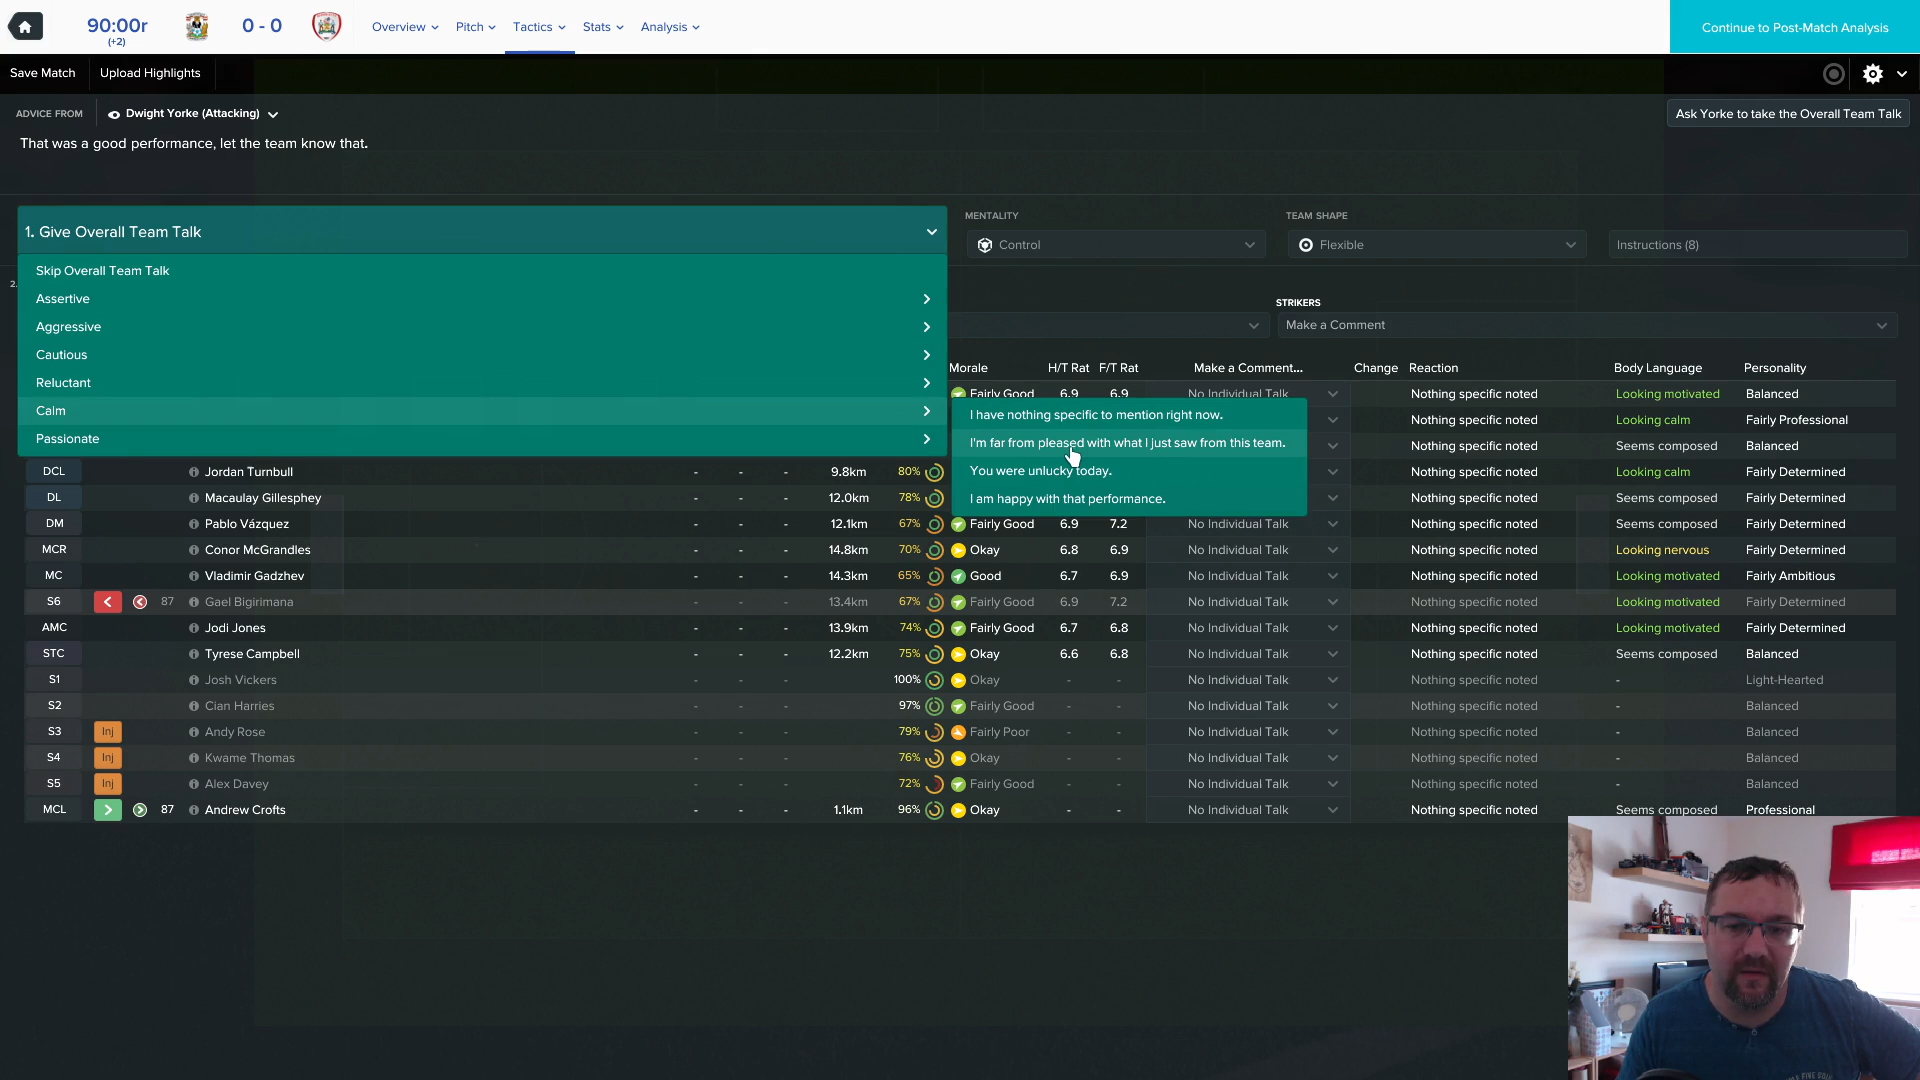 90:00r
(+2)
0 - 0
Overview
Pitch
Tactics
Stats
Analysis
Continue to Post-Match Analysis
Save Match
Upload Highlights
ADVICE FROM
Dwight Yorke (Attacking)
Ask Yorke to take the Overall Team Talk
That was a good performance, let the team know that.
1. Give Overall Team Talk
MENTALITY
TEAM SHAPE
Control
Flexible
Instructions (8)
Skip Overall Team Talk
2.
Assertive
Aggressive
Cautious
Reluctant
Calm
Passionate
STRIKERS
Make a Comment
Morale H/T Rat F/T Rat Make a Comment... Change Reaction Body Language Personality
Fairly Good 6.9 6.9 No Individual Talk Nothing specific noted Looking motivated Balanced
I have nothing specific to mention right now.
Nothing specific noted Looking calm Fairly Professional
I'm far from pleased with what I just saw from this team.
Nothing specific noted Seems composed Balanced
You were unlucky today.
I am happy with that performance.
DCL Jordan Turnbull - - - 9.8km 80% Nothing specific noted Looking calm Fairly Determined
DL Macaulay Gillesphey - - - 12.0km 78% Nothing specific noted Seems composed Fairly Determined
DM Pablo Vázquez - - - 12.1km 67% Fairly Good 6.9 7.2 No Individual Talk Nothing specific noted Seems composed Fairly Determined
MCR Conor McGrandles - - - 14.8km 70% Okay 6.8 6.9 No Individual Talk Nothing specific noted Looking nervous Fairly Determined
MC Vladimir Gadzhev - - - 14.3km 65% Good 6.7 6.9 No Individual Talk Nothing specific noted Looking motivated Fairly Ambitious
S6 87 Gael Bigirimana - - - 13.4km 67% Fairly Good 6.9 7.2 No Individual Talk Nothing specific noted Looking motivated Fairly Determined
AMC Jodi Jones - - - 13.9km 74% Fairly Good 6.7 6.8 No Individual Talk Nothing specific noted Looking motivated Fairly Determined
STC Tyrese Campbell - - - 12.2km 75% Okay 6.6 6.8 No Individual Talk Nothing specific noted Seems composed Balanced
S1 Josh Vickers - - - 100% Okay - - No Individual Talk Nothing specific noted - Light-Hearted
S2 Cian Harries - - - 97% Fairly Good - - No Individual Talk Nothing specific noted - Balanced
S3 Inj Andy Rose - - - 79% Fairly Poor - - No Individual Talk Nothing specific noted - Balanced
S4 Inj Kwame Thomas - - - 76% Okay - - No Individual Talk Nothing specific noted - Balanced
S5 Inj Alex Davey - - - 72% Fairly Good - - No Individual Talk Nothing specific noted - Balanced
MCL 87 Andrew Crofts - - - 1.1km 96% Okay - - No Individual Talk Nothing specific noted Seems composed Professional